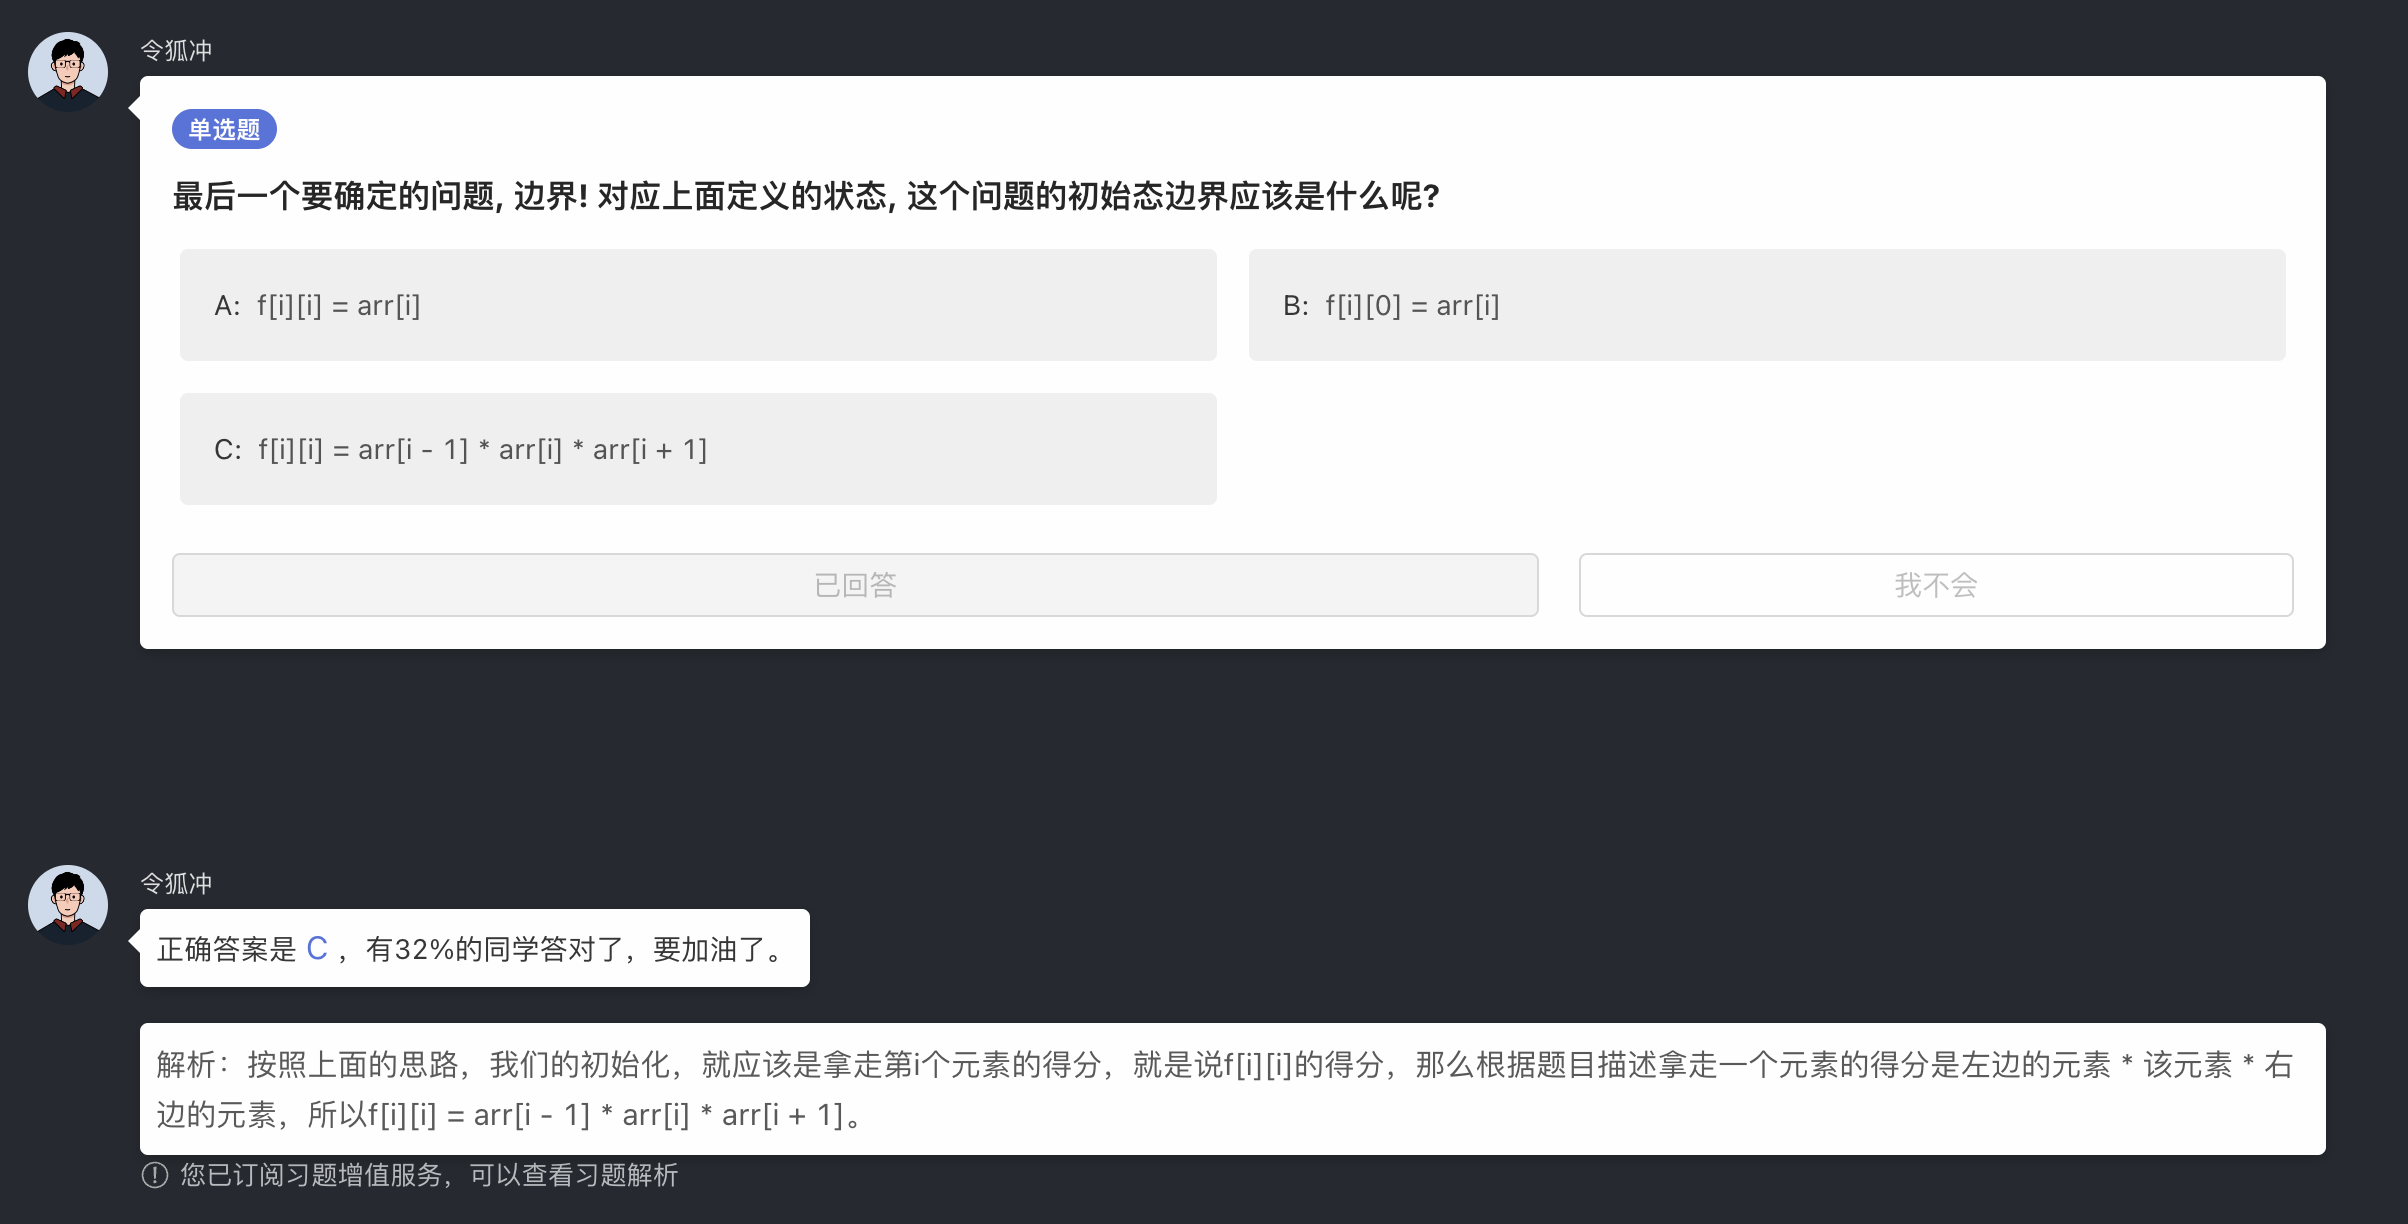 令狐冲
单选题
最后一个要确定的问题, 边界! 对应上面定义的状态, 这个问题的初始态边界应该是什么呢?
A: f[i][i] = arr[i]
B: f[i][0] = arr[i]
C: f[i][i] = arr[i - 1] * arr[i] * arr[i + 1]
已回答
我不会
令狐冲
正确答案是 C ，有32%的同学答对了，要加油了。
解析：按照上面的思路，我们的初始化，就应该是拿走第i个元素的得分，就是说f[i][i]的得分，那么根据题目描述拿走一个元素的得分是左边的元素 * 该元素 * 右
边的元素，所以f[i][i] = arr[i - 1] * arr[i] * arr[i + 1]。
您已订阅习题增值服务，可以查看习题解析